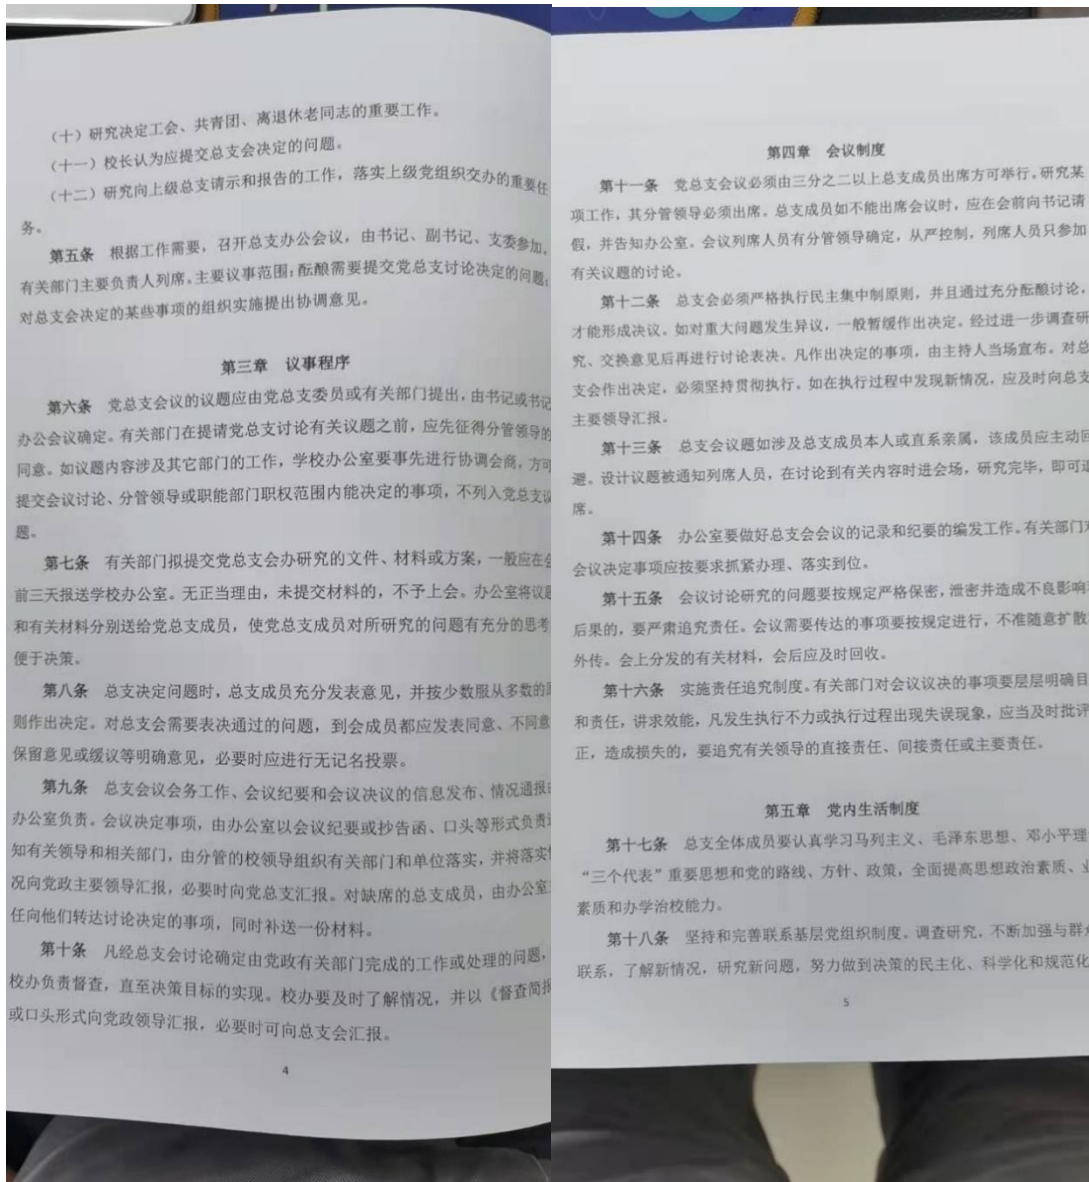 （十）研究决定工会、共青团、离退休老同志的重要工作。
（十一）校长认为应提交总支会决定的问题。
（十二）研究向上级总支请示和报告的工作，落实上级党组织交办的重要任
务。
第五条 根据工作需要，召开总支办公会议，由书记、副书记、支委参加。
有关部门主要负责人列席。主要议事范围：酝酿需要提交党总支讨论决定的问题；
对总支会决定的某些事项的组织实施提出协调意见。
第三章 议事程序
第六条 党总支会议的议题应由党总支委员或有关部门提出，由书记或书记
办公会议确定。有关部门在提请党总支讨论有关议题之前，应先征得分管领导的
同意。如议题内容涉及其它部门的工作，学校办公室要事先进行协调会商，方可
提交会议讨论、分管领导或职能部门职权范围内能决定的事项，不列入党总支议
题。
第七条 有关部门拟提交党总支会办研究的文件、材料或方案，一般应在会
前三天报送学校办公室。无正当理由，未提交材料的，不予上会。办公室将议题
和有关材料分别送给党总支成员，使党总支成员对所研究的问题有充分的思考
便于决策。
第八条 总支决定问题时，总支成员充分发表意见，并按少数服从多数的
则作出决定。对总支会需要表决通过的问题，到会成员都应发表同意、不同意
保留意见或缓议等明确意见，必要时应进行无记名投票。
第九条 总支会议会务工作、会议纪要和会议决议的信息发布、情况通报
办公室负责。会议决定事项，由办公室以会议纪要或抄告函、口头等形式负责
知有关领导和相关部门，由分管的校领导组织有关部门和单位落实，并将落实
况向党政主要领导汇报，必要时向党总支汇报。对缺席的总支成员，由办公室
任向他们转达讨论决定的事项，同时补送一份材料。
第十条 凡经总支会讨论确定由党政有关部门完成的工作或处理的问题，
校办负责督查，直至决策目标的实现。校办要及时了解情况，并以《督查简报
或口头形式向党政领导汇报，必要时可向总支会汇报。
4
第四章 会议制度
第十一条 党总支会议必须由三分之二以上总支成员出席方可举行。研究某
项工作，其分管领导必须出席。总支成员如不能出席会议时，应在会前向书记请
假，并告知办公室。会议列席人员有分管领导确定，从严控制，列席人员只参加
有关议题的讨论。
第十二条 总支会必须严格执行民主集中制原则，并且通过充分酝酿讨论，
才能形成决议。如对重大问题发生异议，一般暂缓作出决定。经过进一步调查研
究、交换意见后再进行讨论表决。凡作出决定的事项，由主持人当场宣布。对总
支会作出决定，必须坚持贯彻执行，如在执行过程中发现新情况，应及时向总支
主要领导汇报。
第十三条 总支会议题如涉及总支成员本人或直系亲属，该成员应主动回
避。设计议题被通知列席人员，在讨论到有关内容时进会场，研究完毕，即可退
席。
第十四条 办公室要做好总支会会议的记录和纪要的编发工作。有关部门对
会议决定事项应按要求抓紧办理、落实到位。
第十五条 会议讨论研究的问题要按规定严格保密，泄密并造成不良影响
后果的，要严肃追究责任。会议需要传达的事项要按规定进行，不准随意扩散
外传。会上分发的有关材料，会后应及时回收。
第十六条 实施责任追究制度。有关部门对会议议决的事项要层层明确目
和责任，讲求效能，凡发生执行不力或执行过程出现失误现象，应当及时批评
正，造成损失的，要追究有关领导的直接责任、间接责任或主要责任。
第五章 党内生活制度
第十七条 总支全体成员要认真学习马列主义、毛泽东思想、邓小平理
“三个代表”重要思想和党的路线、方针、政策，全面提高思想政治素质、业
素质和办学治校能力。
第十八条 坚持和完善联系基层党组织制度。调查研究，不断加强与群众
联系，了解新情况，研究新问题，努力做到决策的民主化、科学化和规范化
5